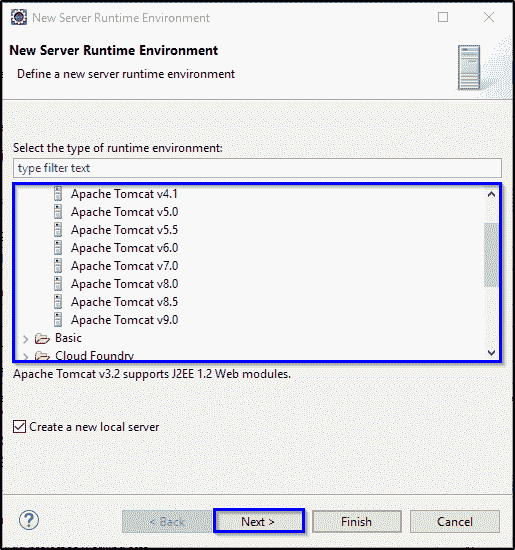 New Server Runtime Environment
New Server Runtime Environment
Define a new server runtime environment
Select the type of runtime environment:
type filter text
Apache Tomcat v4.1
Apache Tomcat v5.0
Apache Tomcat v5.5
Apache Tomcat v6.0
Apache Tomcat v7.0
Apache Tomcat v8.0
Apache Tomcat v8.5
Apache Tomcat v9.0
Basic
Cloud Foundry
Apache Tomcat v3.2 supports J2EE 1.2 Web modules.
Create a new local server
? < Back Next > Finish Cancel